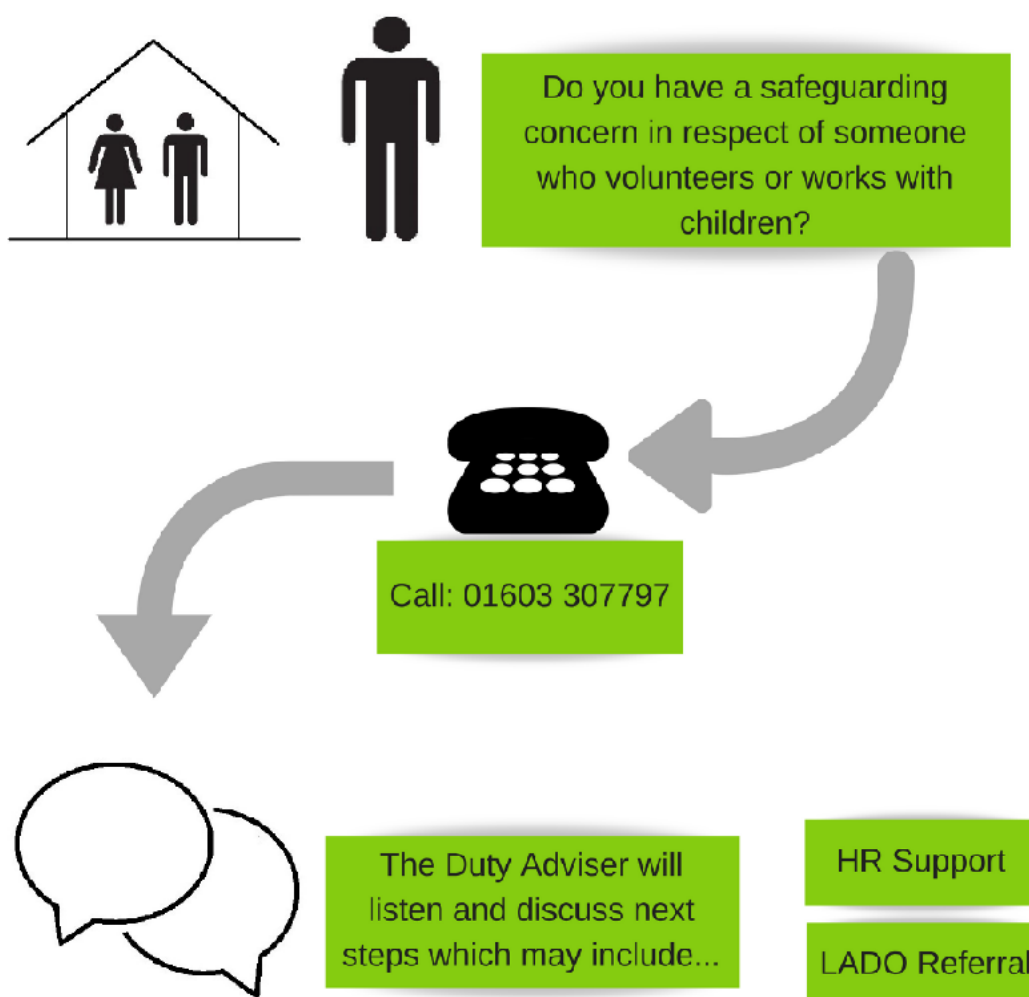 Do you have a safeguarding
concern in respect of someone
who volunteers or works with
children?
Call: 01603 307797
The Duty Adviser will
listen and discuss next
steps which may include...
HR Support
LADO Referral